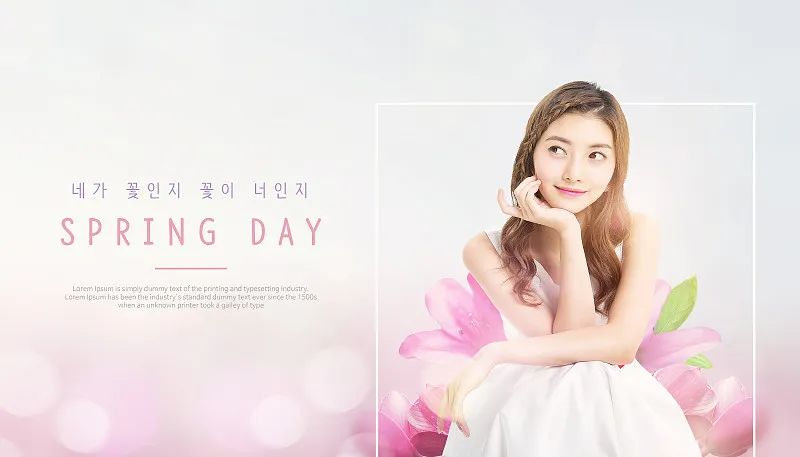 네가 꽃인지 꽃이 너인지
SPRING DAY
Lorem Ipsum is simply dummy text of the printing and typesetting industry.
Lorem Ipsum has been the industry's standard dummy text ever since the 1500s
when an unknown printer took a galley of type